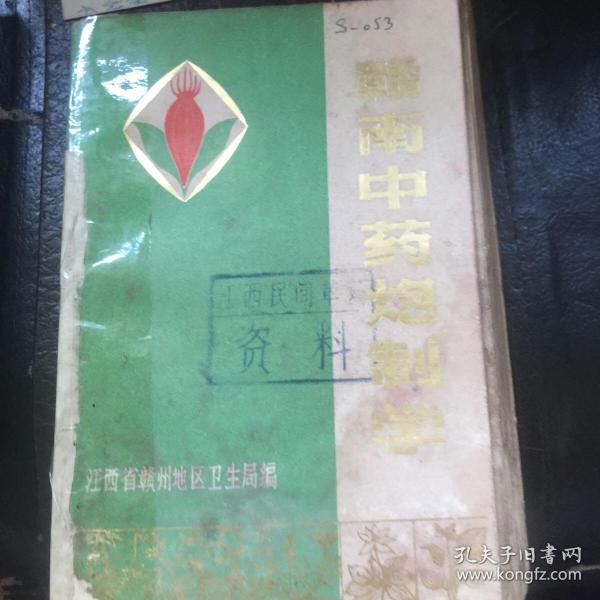 S-053
赣南中药炮制学
江西民间草药
资料
江西省赣州地区卫生局编
孔夫子旧书网
www.kongfz.com